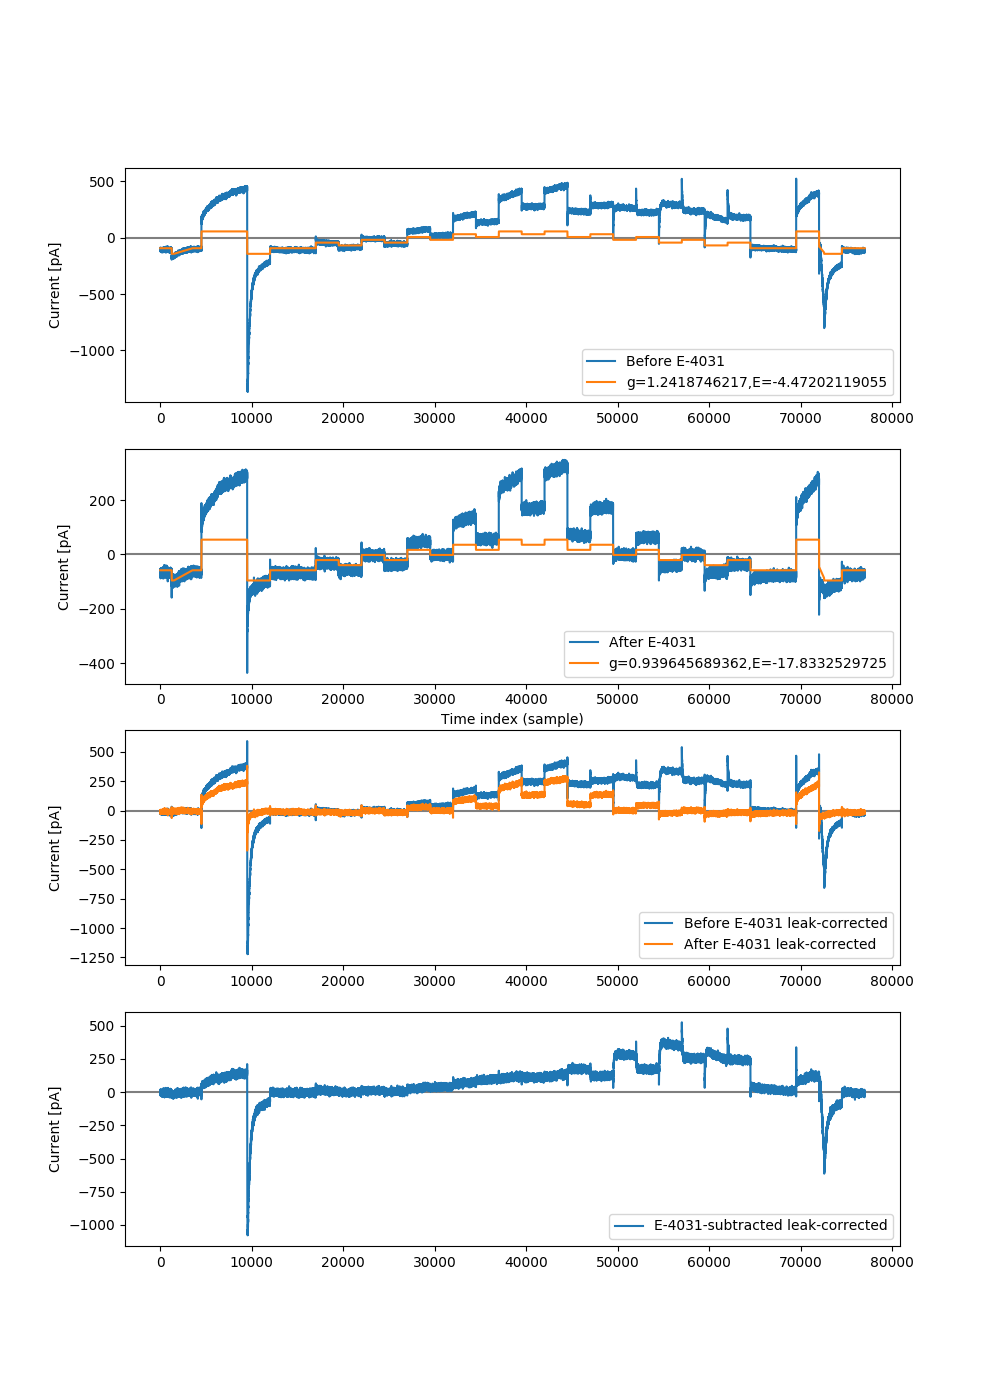 500
0
−500
−1000
Current [pA]
Before E-4031
g=1.2418746217,E=-4.47202119055
0 10000 20000 30000 40000 50000 60000 70000 80000
200
0
−200
−400
Current [pA]
After E-4031
g=0.939645689362,E=-17.8332529725
0 10000 20000 30000 40000 50000 60000 70000 80000
Time index (sample)
500
250
0
−250
−500
−750
−1000
−1250
Current [pA]
Before E-4031 leak-corrected
After E-4031 leak-corrected
0 10000 20000 30000 40000 50000 60000 70000 80000
500
250
0
−250
−500
−750
−1000
Current [pA]
E-4031-subtracted leak-corrected
0 10000 20000 30000 40000 50000 60000 70000 80000